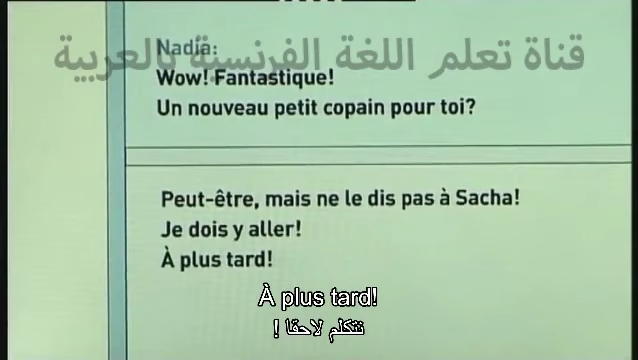 قناة تعلم اللغة الفرنسية بالعربية
Nadja:
Wow! Fantastique!
Un nouveau petit copain pour toi?
Peut-être, mais ne le dis pas à Sacha!
Je dois y aller!
À plus tard!
À plus tard!
نتكلم لاحقا !